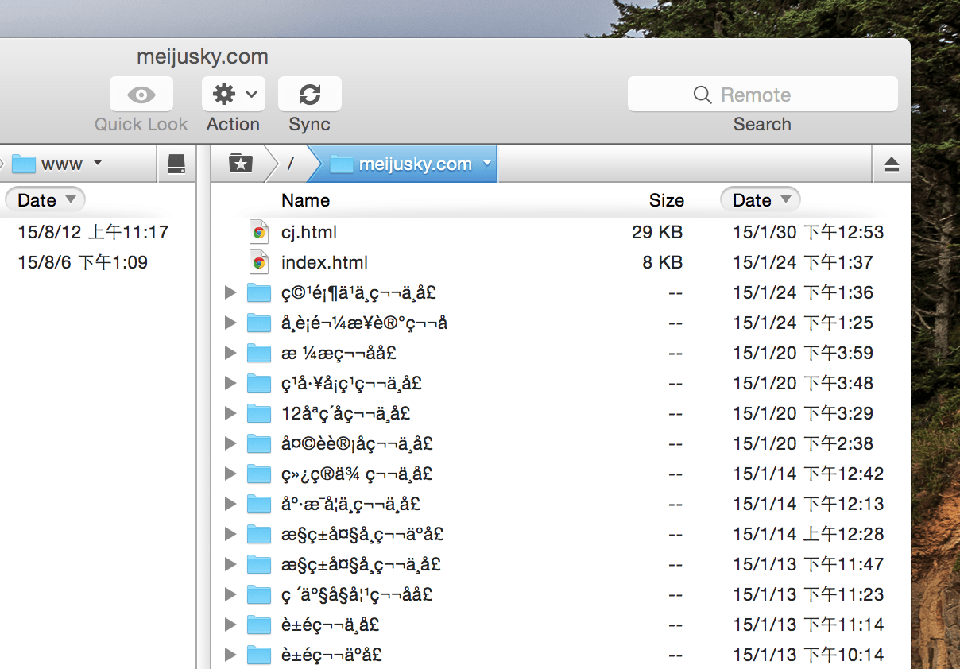 meijusky.com
Quick Look
Action
Sync
Remote
Search
www
/
meijusky.com
Date
Name Size Date
15/8/12 上午11:17
cj.html 29 KB 15/1/30 下午12:53
15/8/6 下午1:09
index.html 8 KB 15/1/24 下午1:37
ç©¹é¡¶ä¹ä¸ç¬¬ä¸å£ -- 15/1/24 下午1:36
å¸è¡é¬¼æ¥è®°ç¬¬å -- 15/1/24 下午1:25
æ ¼æç¬¬åå£ -- 15/1/20 下午3:59
ç¹å·¥å¡ç¹ç¬¬ä¸å£ -- 15/1/20 下午3:48
12åªç´åç¬¬ä¸å£ -- 15/1/20 下午3:29
å¤©èè®¡åç¬¬ä¸å£ -- 15/1/20 下午2:38
ç»¿ç®­ä¾ ç¬¬ä¸å£ -- 15/1/14 下午12:42
åº·æ¯å¦ä¸ç¬¬ä¸å£ -- 15/1/14 下午12:13
æ§ç±å¤§å¸ç¬¬äºå£ -- 15/1/14 上午12:28
æ§ç±å¤§å¸ç¬¬ä¸å£ -- 15/1/13 下午11:47
ç ´äº§å§å¦¹ç¬¬åå£ -- 15/1/13 下午11:23
è±éç¬¬ä¸å£ -- 15/1/13 下午11:14
è±éç¬¬äºå£ -- 15/1/13 下午10:14